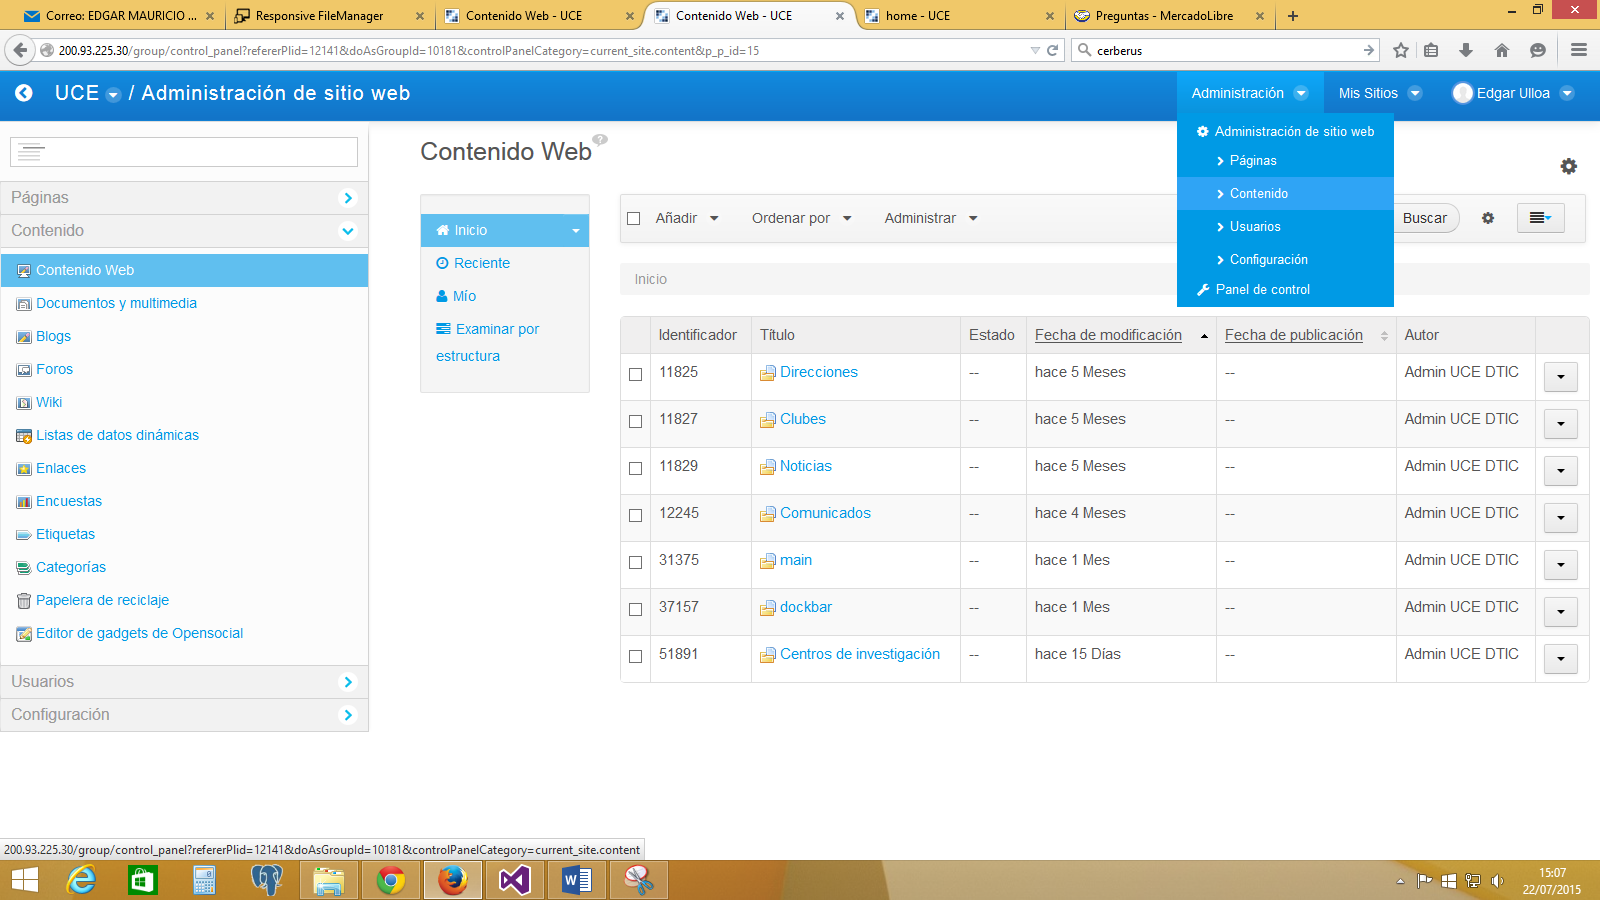 Correo: EDGAR MAURICIO ...
Responsive FileManager
Contenido Web - UCE
Contenido Web - UCE
home - UCE
Preguntas - MercadoLibre
200.93.225.30/group/control_panel?refererPlid=12141&doAsGroupId=10181&controlPanelCategory=current_site.content&p_p_id=15
cerberus
UCE / Administración de sitio web
Administración
Mis Sitios
Edgar Ulloa
Administración de sitio web
Páginas
Contenido
Usuarios
Configuración
Panel de control
Páginas
Contenido
Contenido Web
Documentos y multimedia
Blogs
Foros
Wiki
Listas de datos dinámicas
Enlaces
Encuestas
Etiquetas
Categorías
Papelera de reciclaje
Editor de gadgets de Opensocial
Usuarios
Configuración
Contenido Web
Inicio
Reciente
Mío
Examinar por
estructura
Añadir Ordenar por Administrar Buscar
Inicio
Identificador Título Estado Fecha de modificación Fecha de publicación Autor
11825 Direcciones -- hace 5 Meses -- Admin UCE DTIC
11827 Clubes -- hace 5 Meses -- Admin UCE DTIC
11829 Noticias -- hace 5 Meses -- Admin UCE DTIC
12245 Comunicados -- hace 4 Meses -- Admin UCE DTIC
31375 main -- hace 1 Mes -- Admin UCE DTIC
37157 dockbar -- hace 1 Mes -- Admin UCE DTIC
51891 Centros de investigación -- hace 15 Días -- Admin UCE DTIC
200.93.225.30/group/control_panel?refererPlid=12141&doAsGroupId=10181&controlPanelCategory=current_site.content
15:07
22/07/2015